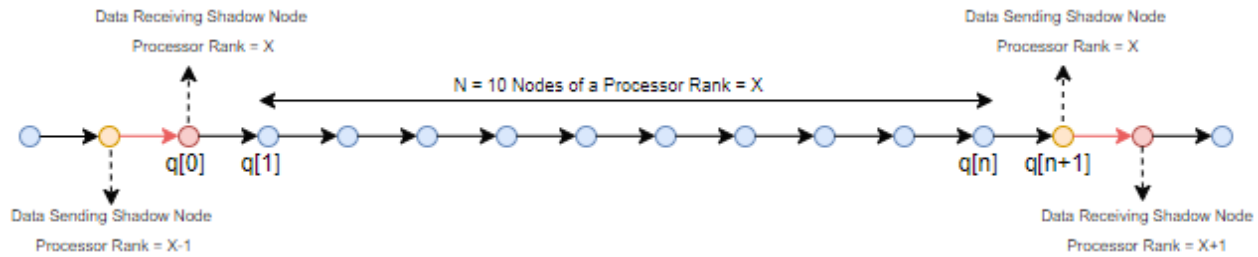 Data Receiving Shadow Node
Processor Rank = X
Data Sending Shadow Node
Processor Rank = X
N = 10 Nodes of a Processor Rank = X
q[0]
q[1]
q[n]
q[n+1]
Data Sending Shadow Node
Processor Rank = X-1
Data Receiving Shadow Node
Processor Rank = X+1